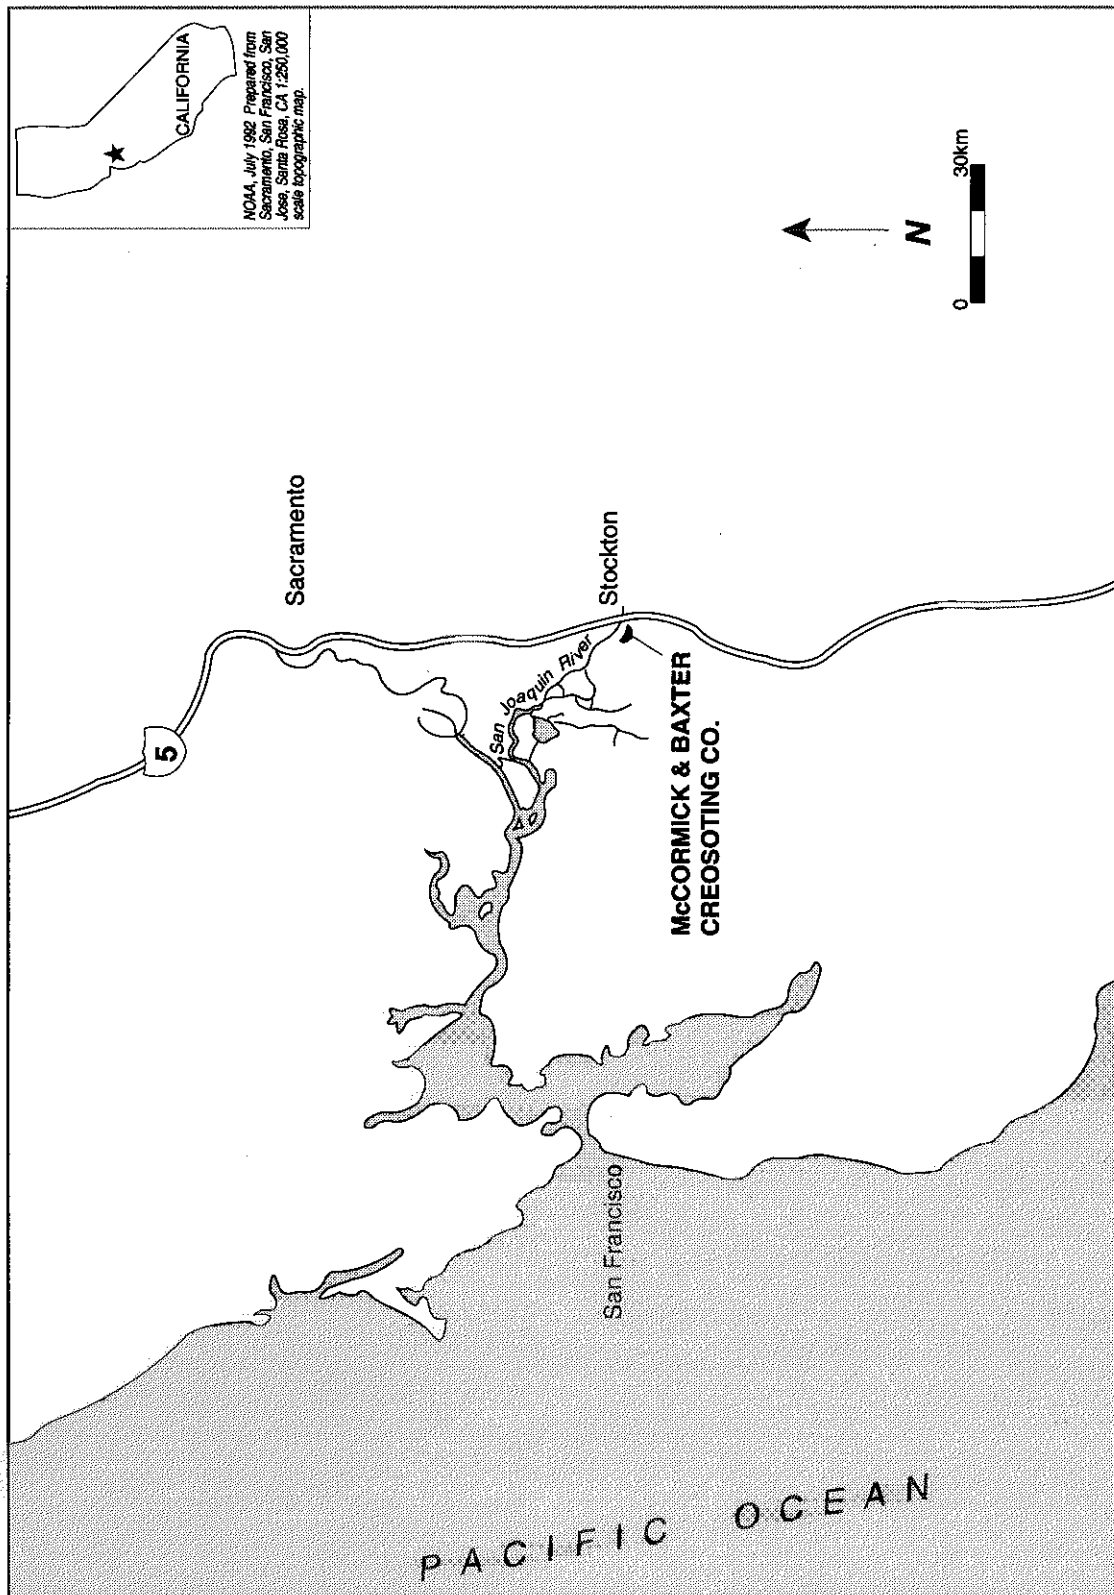 CALIFORNIA
NOAA, July 1992 Prepared from
Sacramento, San Francisco, San
Jose, Santa Rosa, CA 1:250,000
scale topographic map.
5
Sacramento
San Joaquin River
Stockton
McCORMICK & BAXTER
CREOSOTING CO.
San Francisco
PACIFIC OCEAN
N
0 30km